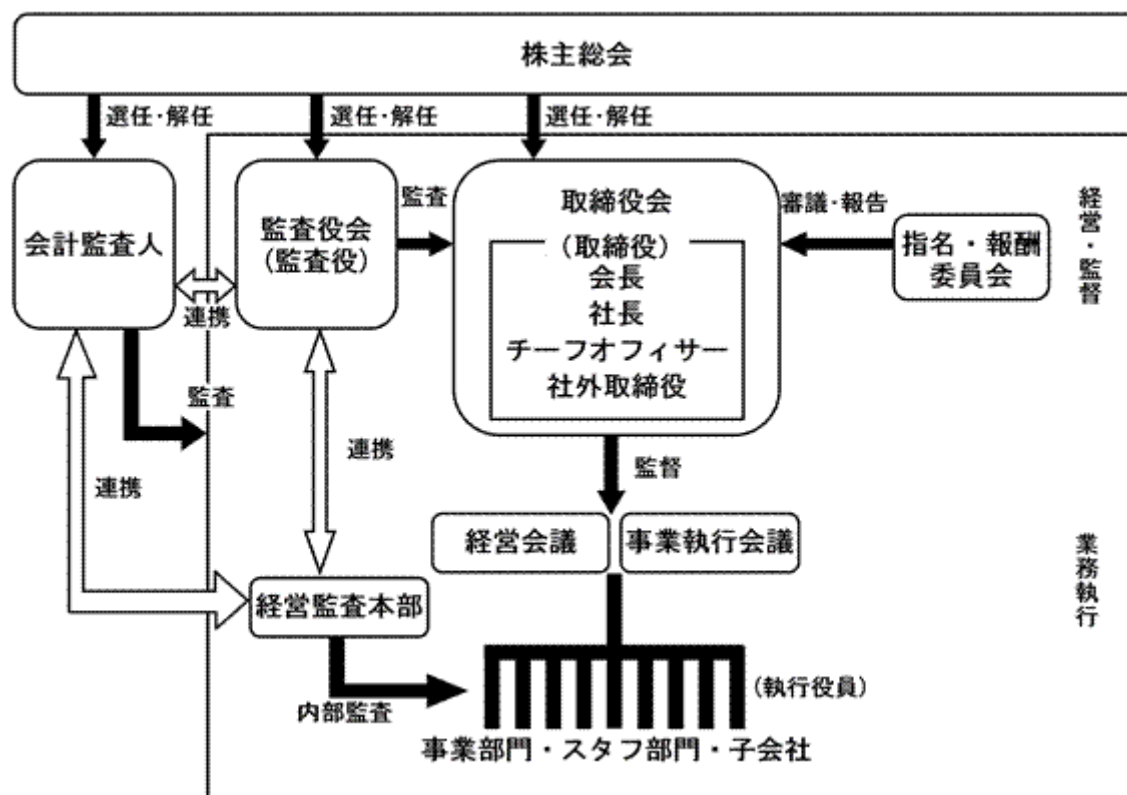 株主総会
選任・解任
選任・解任
選任・解任
会計監査人
監査役会
(監査役)
監査
取締役会
(取締役)
会長
社長
チーフオフィサー
社外取締役
審議・報告
指名・報酬
委員会
経営・監督
連携
監査
連携
連携
監督
経営会議
事業執行会議
業務執行
経営監査本部
内部監査
(執行役員)
事業部門・スタフ部門・子会社